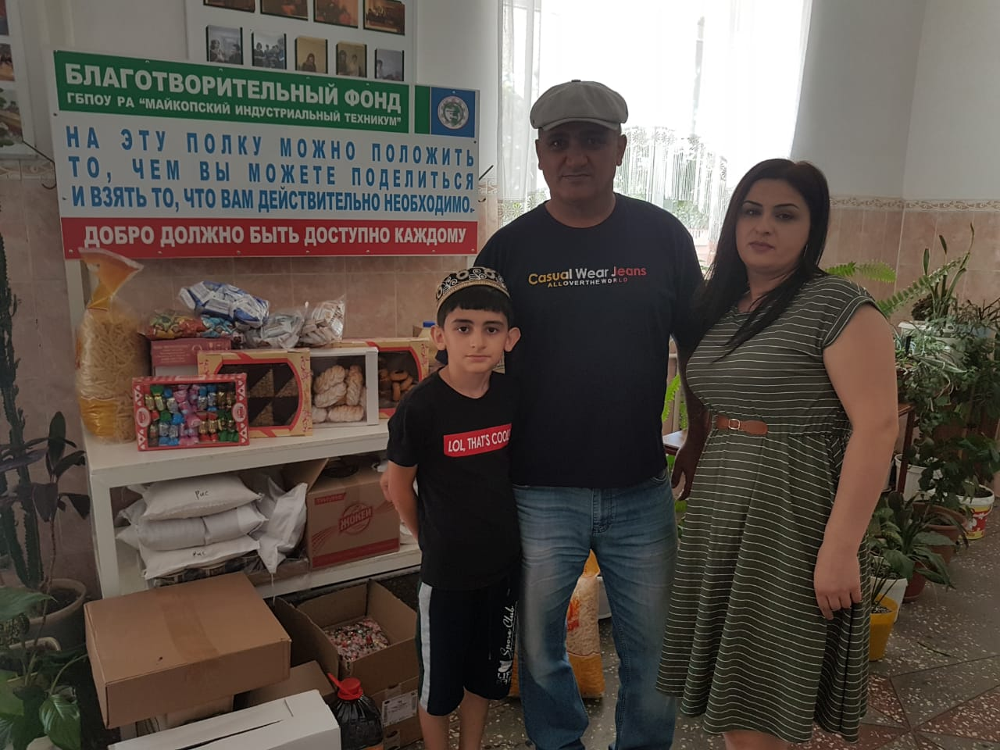 БЛАГОТВОРИТЕЛЬНЫЙ ФОНД
ГБПОУ РА "МАЙКОПСКИЙ ИНДУСТРИАЛЬНЫЙ ТЕХНИКУМ"
НА ЭТУ ПОЛКУ МОЖНО ПОЛОЖИТЬ
ТО, ЧЕМ ВЫ МОЖЕТЕ ПОДЕЛИТЬСЯ
И ВЗЯТЬ ТО, ЧТО ВАМ ДЕЙСТВИТЕЛЬНО НЕОБХОДИМО.
ДОБРО ДОЛЖНО БЫТЬ ДОСТУПНО КАЖДОМУ
Casual Wear Jeans
ALLOVERTHEWORLD
LOL, THAT'S COOL
Рис
Рис
ЖОКЕЙ
Spore Club